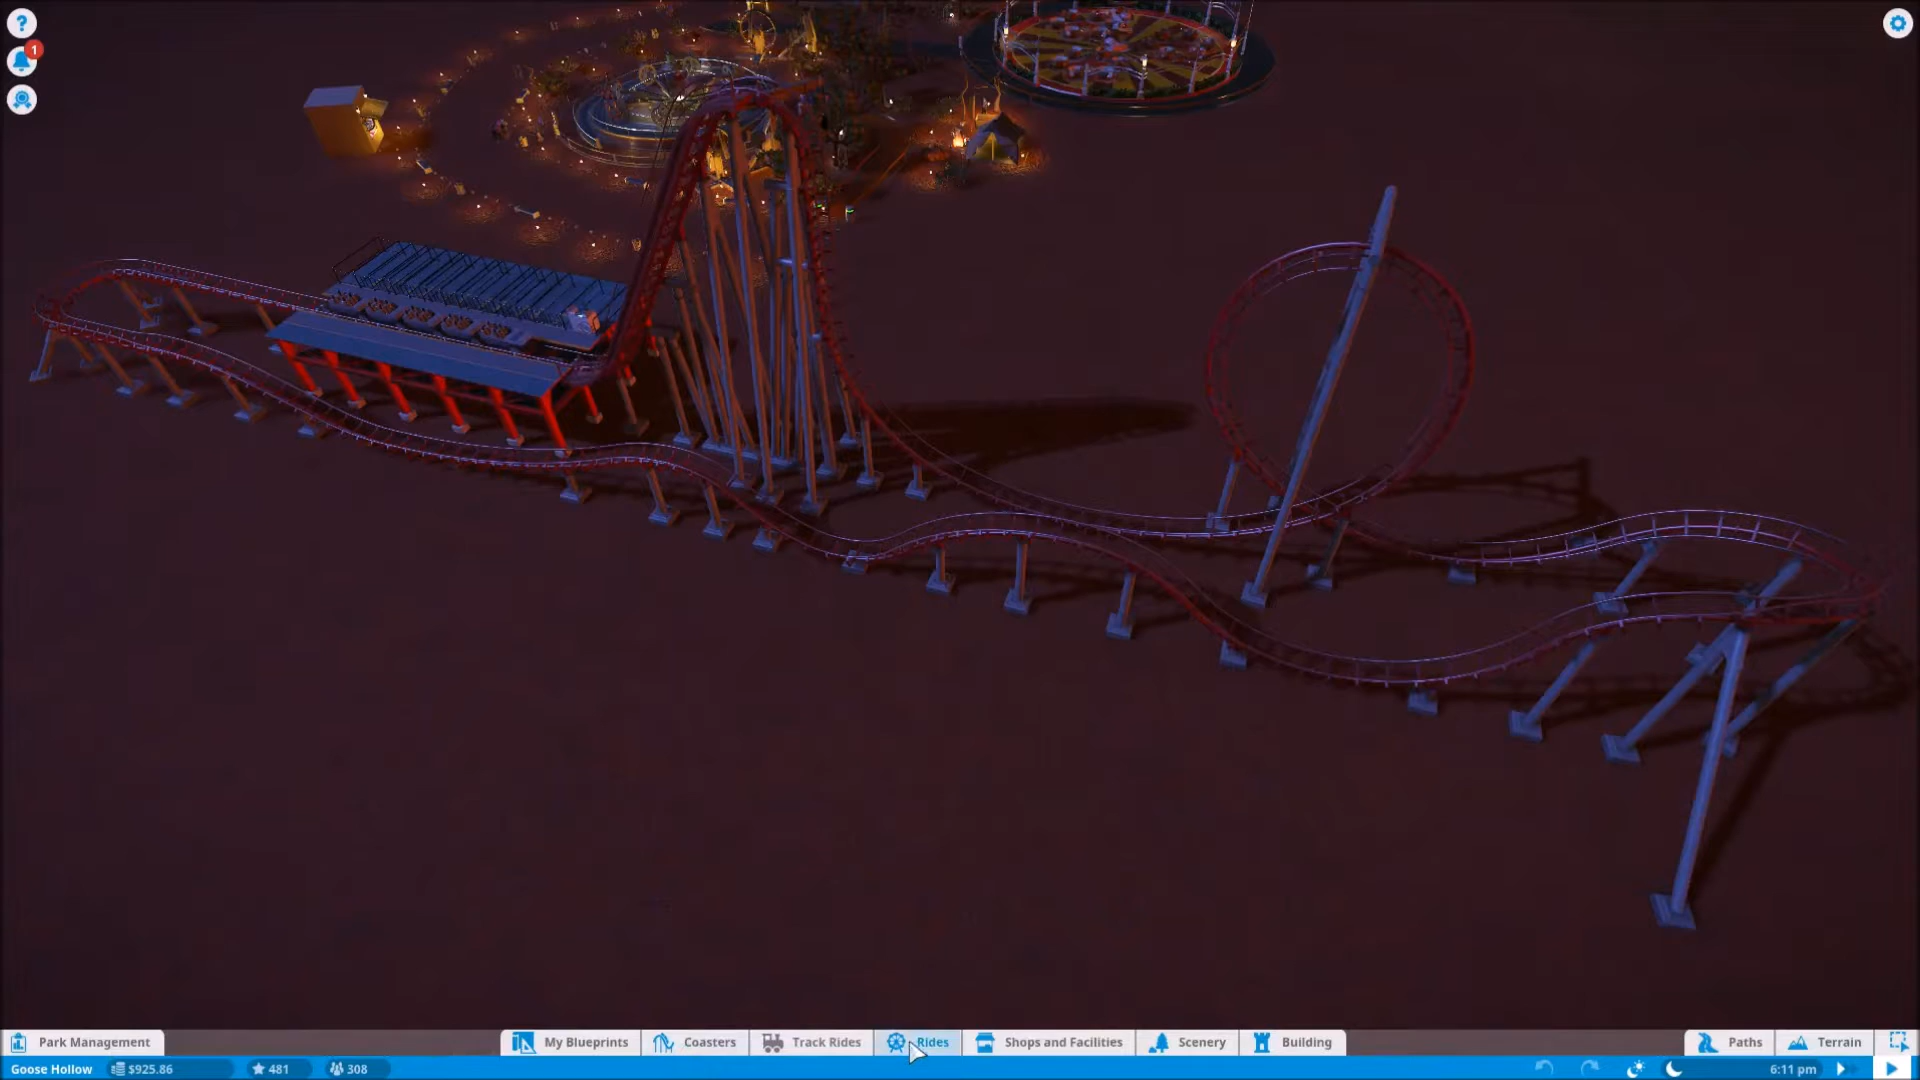 ?
1
Park Management
My Blueprints
Coasters
Track Rides
Rides
Shops and Facilities
Scenery
Building
Paths
Terrain
Goose Hollow
$925.86
481
308
6:11 pm